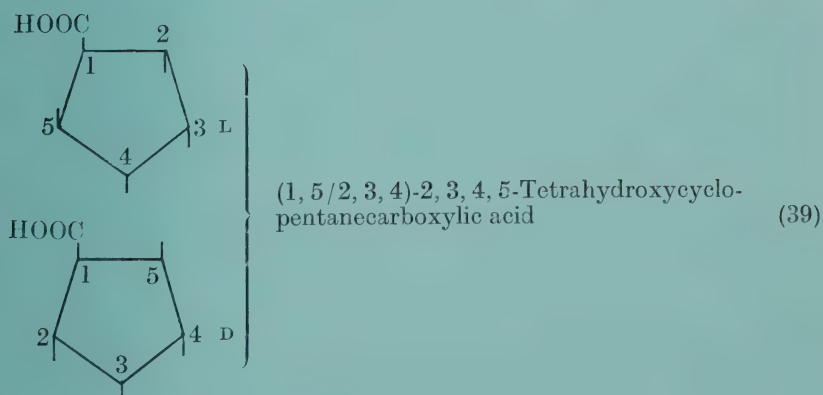 HOOC
2
1
5
3 L
4
(1, 5/2, 3, 4)-2, 3, 4, 5-Tetrahydroxycyclo-
pentanecarboxylic acid (39)
HOOC
1 5
2 4 D
3